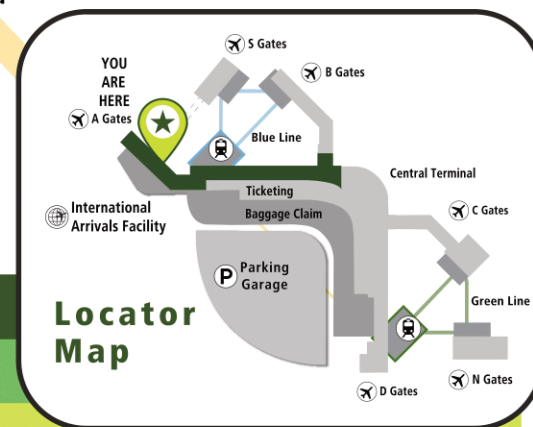 YOU
ARE
HERE
A Gates
S Gates
B Gates
Blue Line
Central Terminal
Ticketing
Baggage Claim
International
Arrivals Facility
C Gates
P
Parking
Garage
Green Line
Locator
Map
N Gates
D Gates